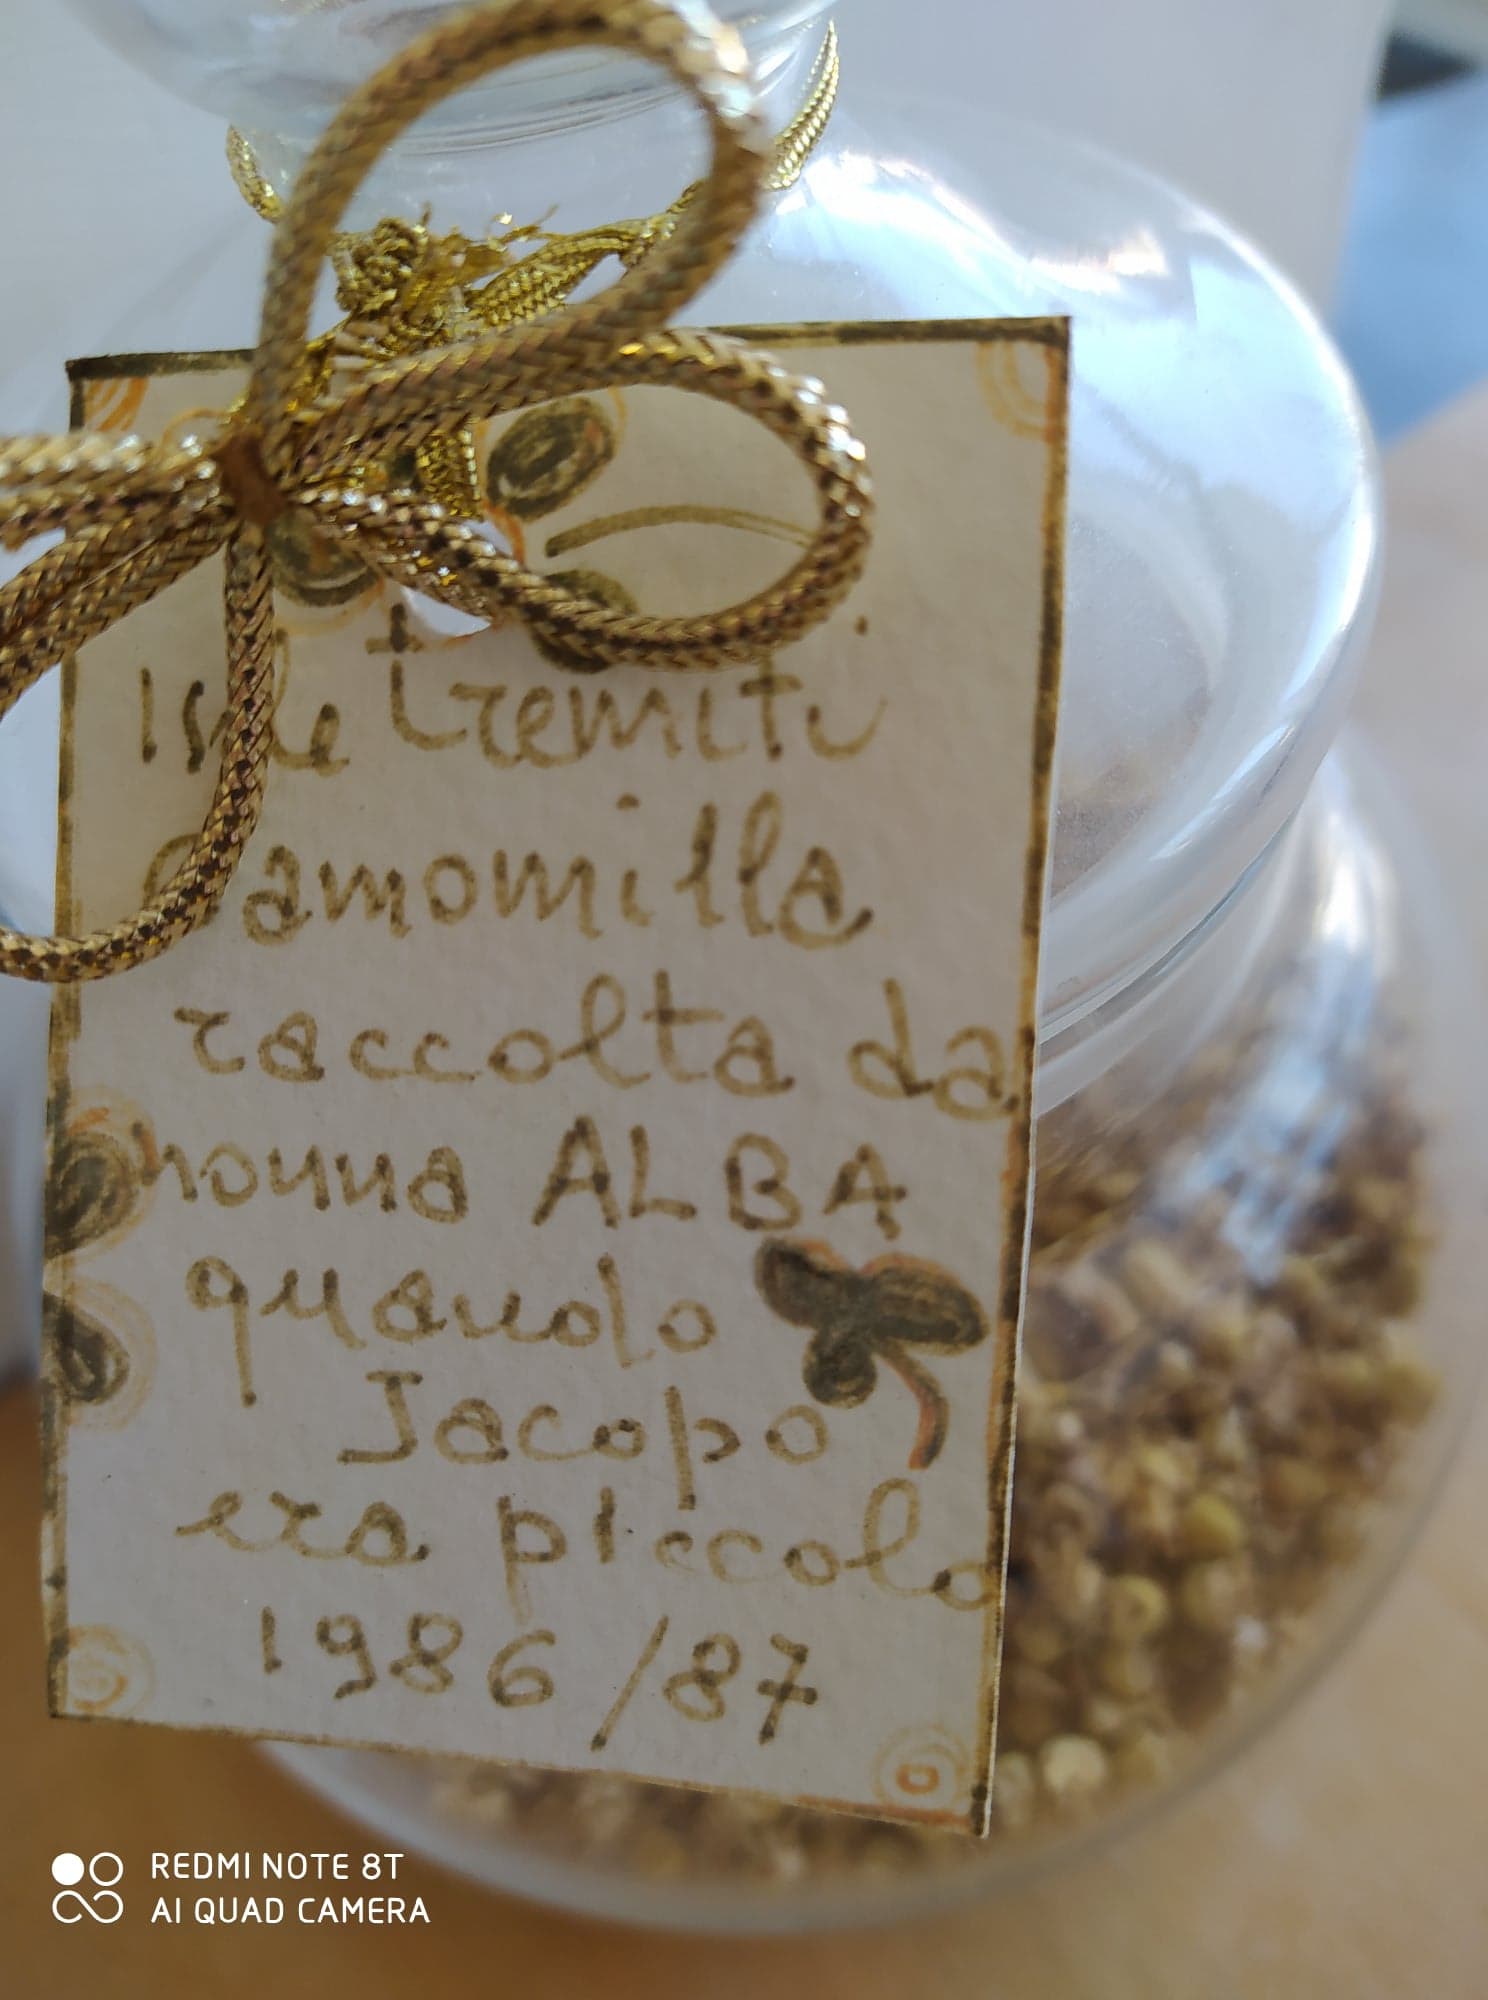 Isole tremiti
Camomilla
raccolta da
nonna ALBA
quando
Jacopo
era piccolo
1986/87
REDMI NOTE 8T
AI QUAD CAMERA